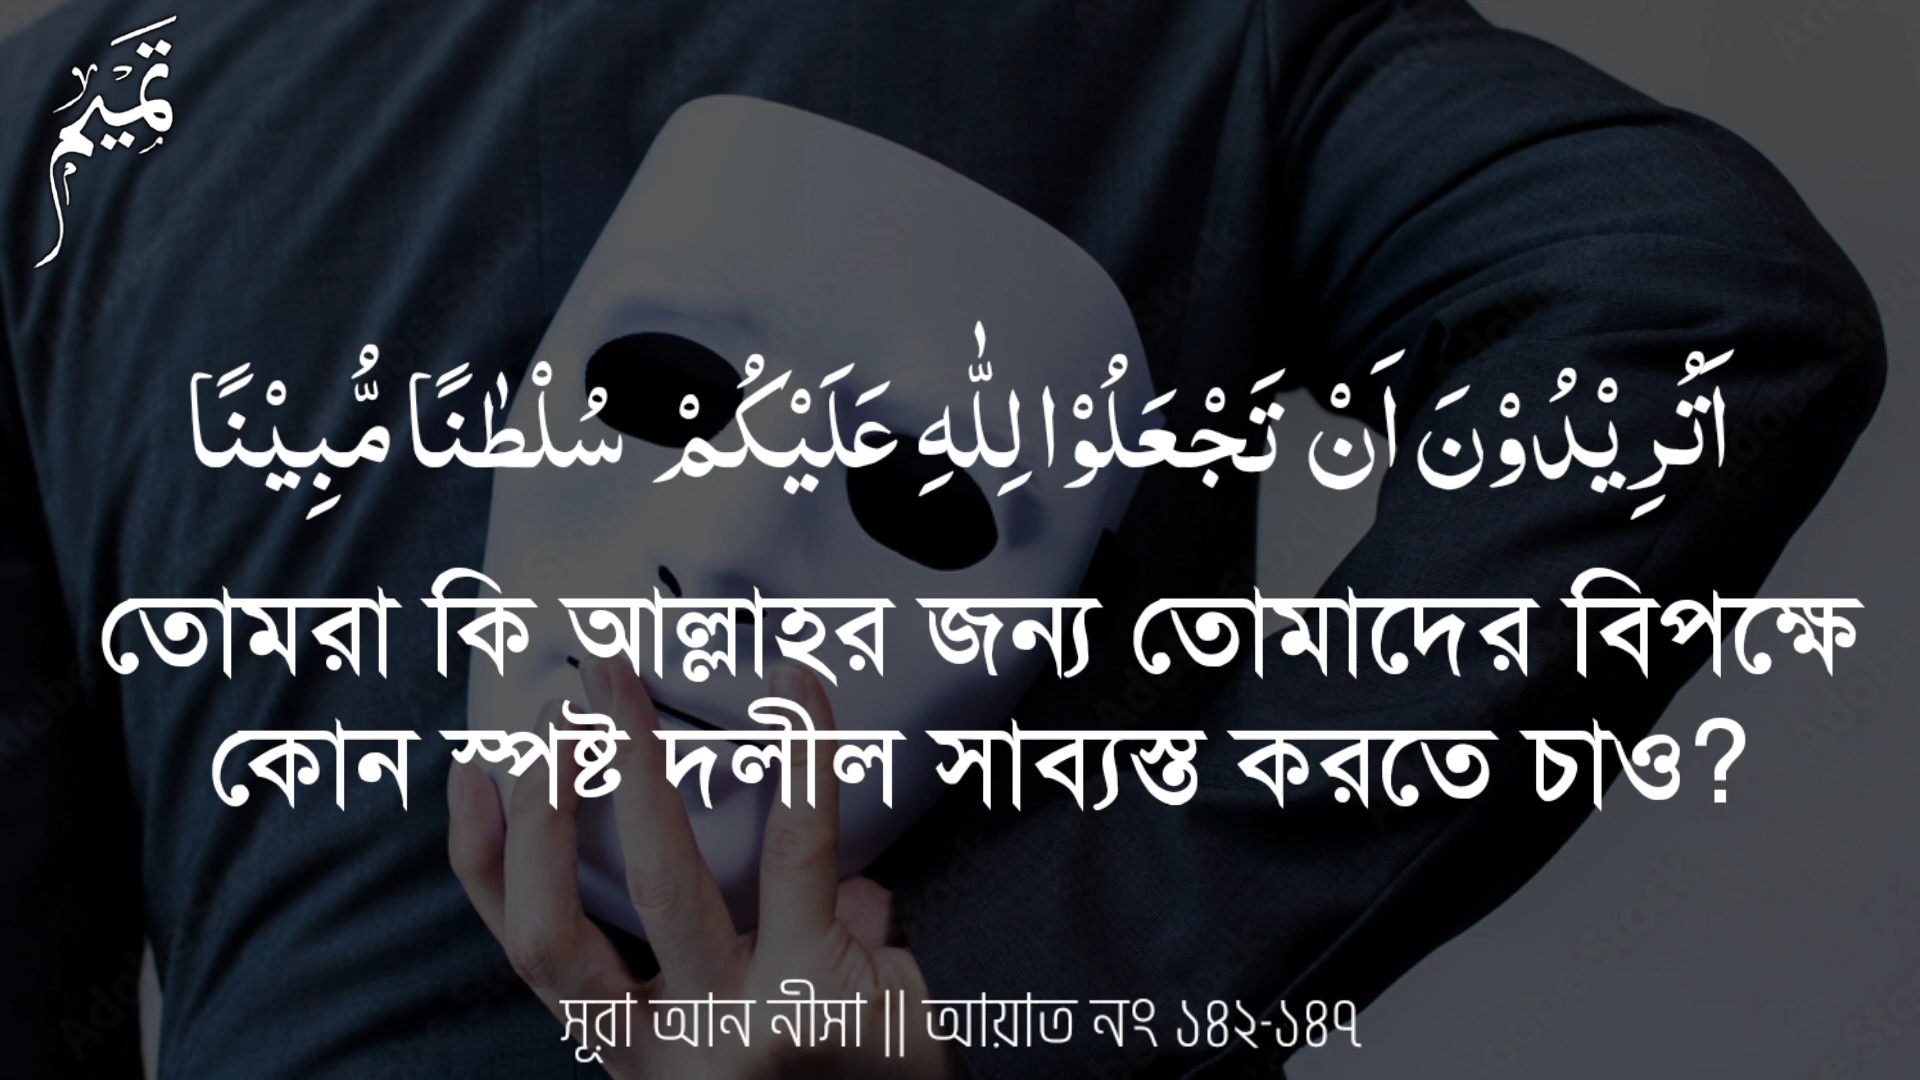 تميم
اَتُرِيْدُوْنَ اَنْ تَجْعَلُوْا لِلّٰهِ عَلَيْكُمْ سُلْطٰنًا مُّبِيْنًا
তোমরা কি আল্লাহর জন্য তোমাদের বিপক্ষে
কোন স্পষ্ট দলীল সাব্যস্ত করতে চাও?
সূরা আন নীসা || আয়াত নং ১৪২-১৪৭